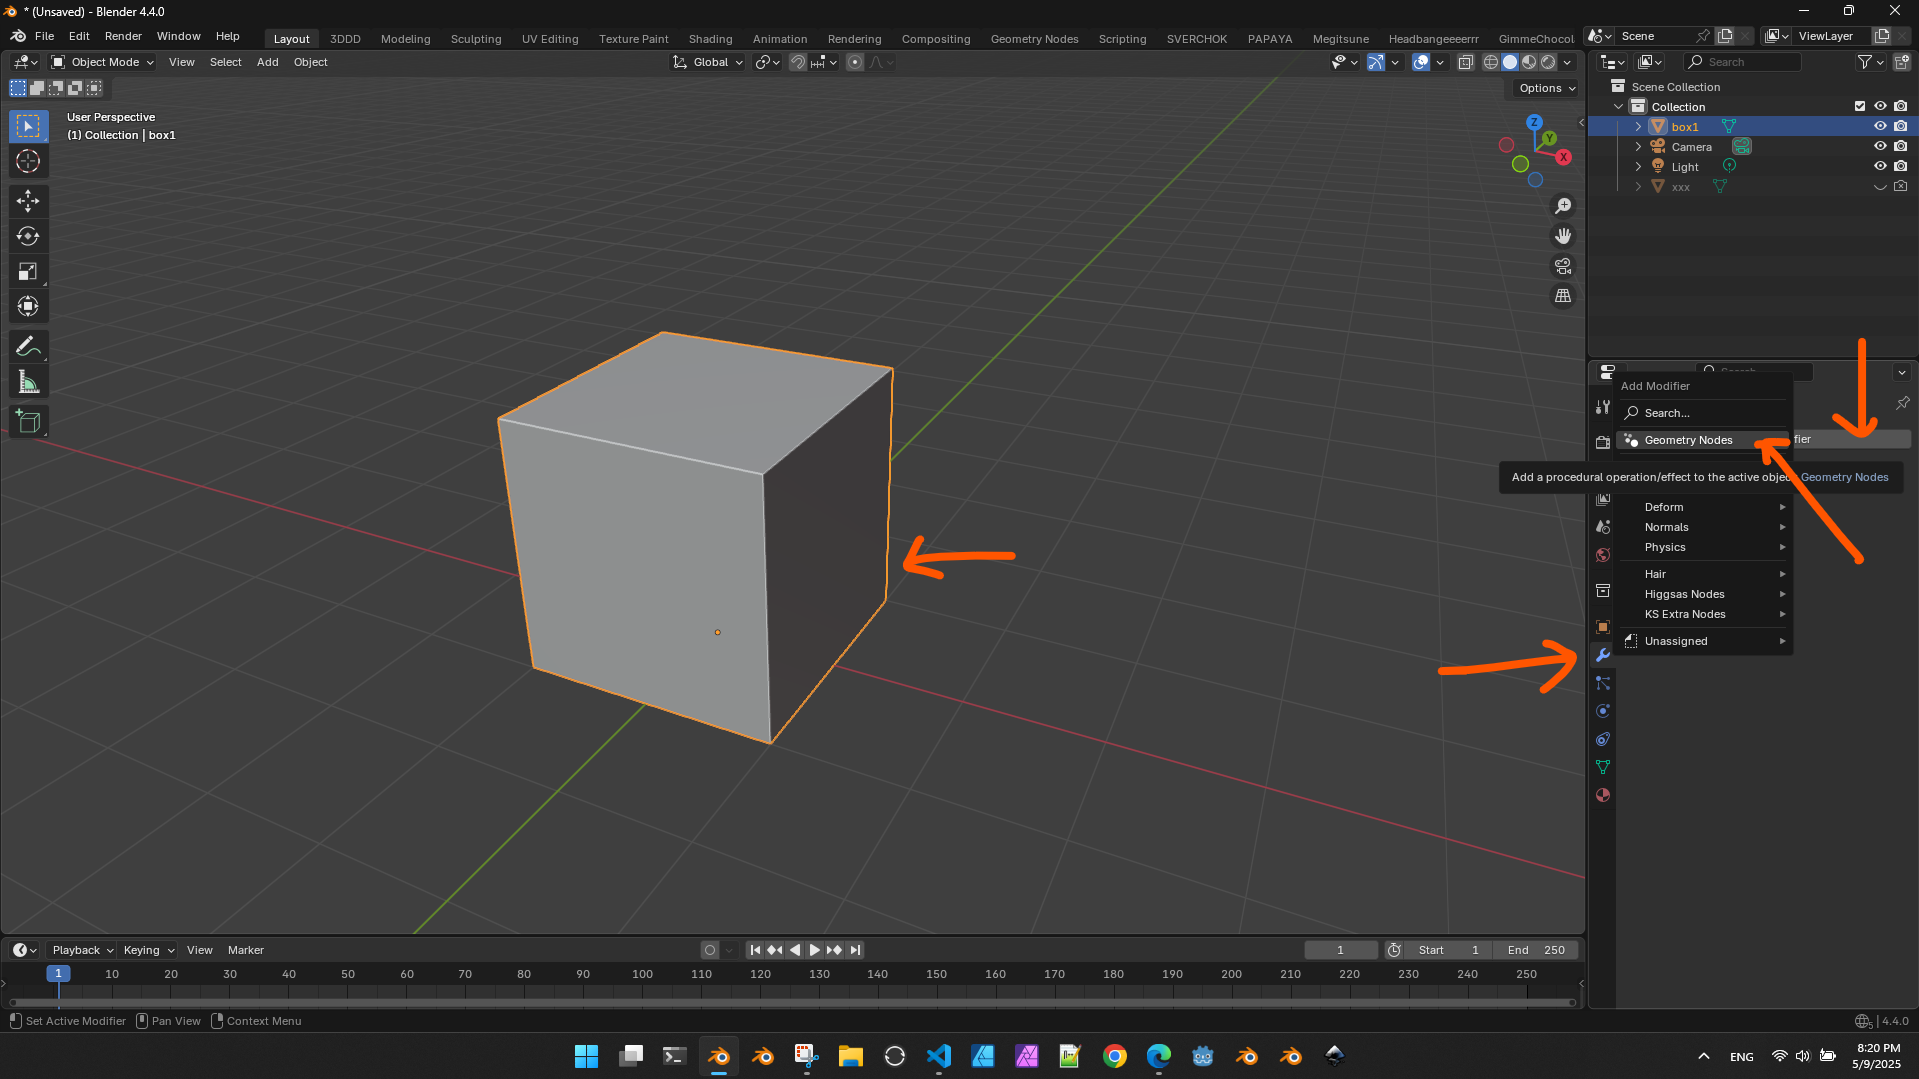 * (Unsaved) - Blender 4.4.0
File Edit Render Window Help
Layout 3DDD Modeling Sculpting UV Editing Texture Paint Shading Animation Rendering Compositing Geometry Nodes Scripting SVERCHOK PAPAYA Megitsune Headbangeeeerrr GimmeChocol
Scene
ViewLayer
Object Mode View Select Add Object
Global
Options
User Perspective
(1) Collection | box1
Z
Y
X
Search
Scene Collection
Collection
box1
Camera
Light
xxx
Search
Add Modifier
Search...
Geometry Nodes
fier
Add a procedural operation/effect to the active objec Geometry Nodes
Deform
Normals
Physics
Hair
Higgsas Nodes
KS Extra Nodes
Unassigned
Playback Keying View Marker
1 Start 1 End 250
1 10 20 30 40 50 60 70 80 90 100 110 120 130 140 150 160 170 180 190 200 210 220 230 240 250
Set Active Modifier Pan View Context Menu
5 | 4.4.0
ENG
8:20 PM
5/9/2025